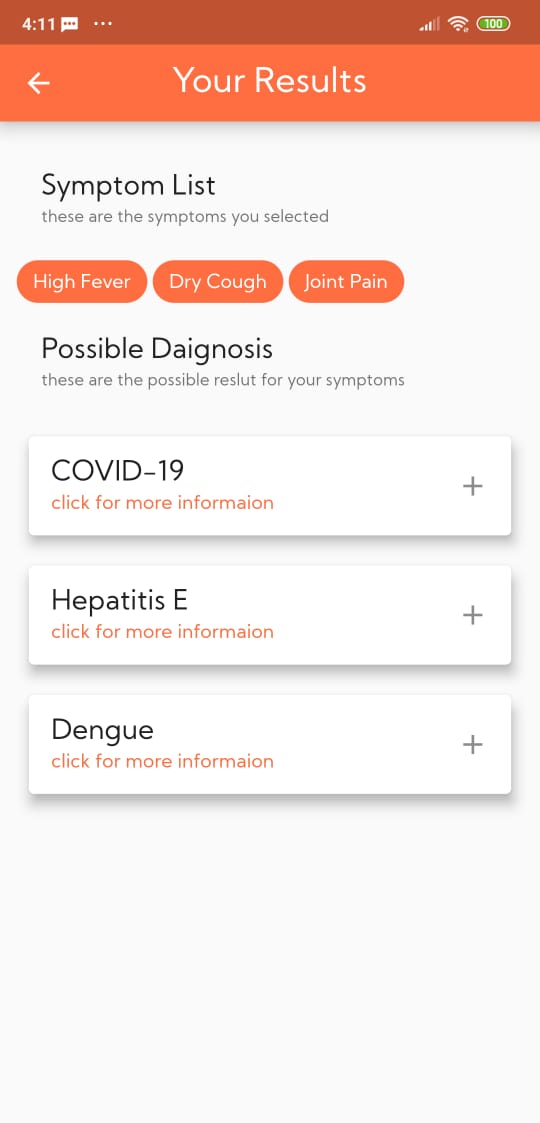 4:11
100
Your Results
Symptom List
these are the symptoms you selected
High Fever Dry Cough Joint Pain
Possible Daignosis
these are the possible reslut for your symptoms
COVID-19
click for more informaion
Hepatitis E
click for more informaion
Dengue
click for more informaion